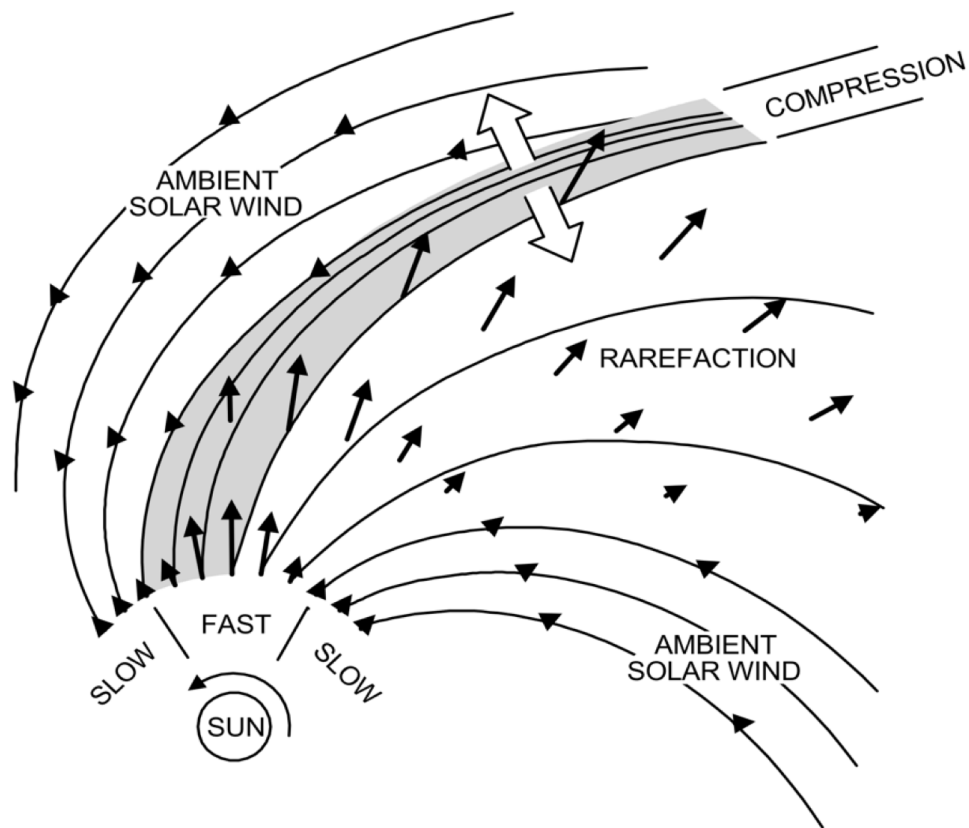 COMPRESSION
AMBIENT
SOLAR WIND
RAREFACTION
SLOW
FAST
SLOW
AMBIENT
SOLAR WIND
SUN